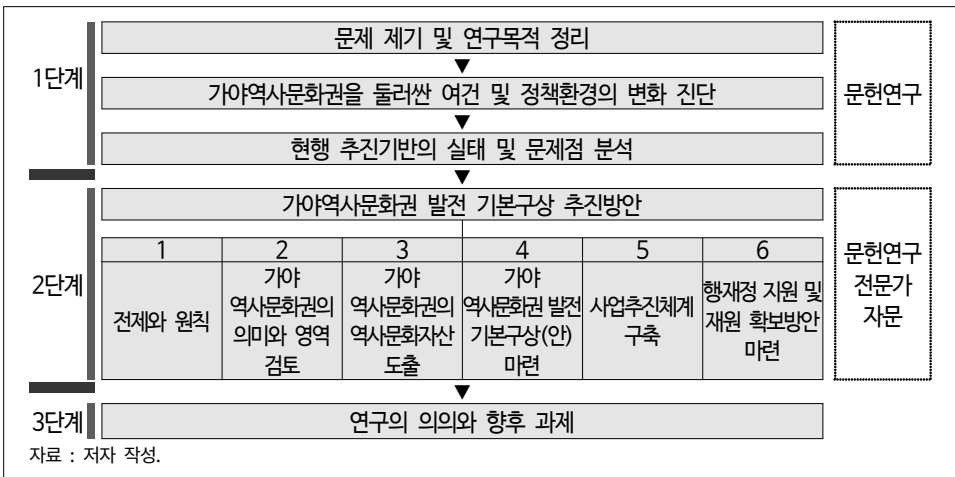 1단계
문제 제기 및 연구목적 정리
▼
가야역사문화권을 둘러싼 여건 및 정책환경의 변화 진단
▼
현행 추진기반의 실태 및 문제점 분석
문헌연구
▼
2단계
가야역사문화권 발전 기본구상 추진방안
1
전제와 원칙
2
가야
역사문화권의
의미와 영역
검토
3
가야
역사문화권의
역사문화자산
도출
4
가야
역사문화권 발전
기본구상(안)
마련
5
사업추진체계
구축
6
행재정 지원 및
재원 확보방안
마련
문헌연구
전문가
자문
▼
3단계
연구의 의의와 향후 과제
자료 : 저자 작성.